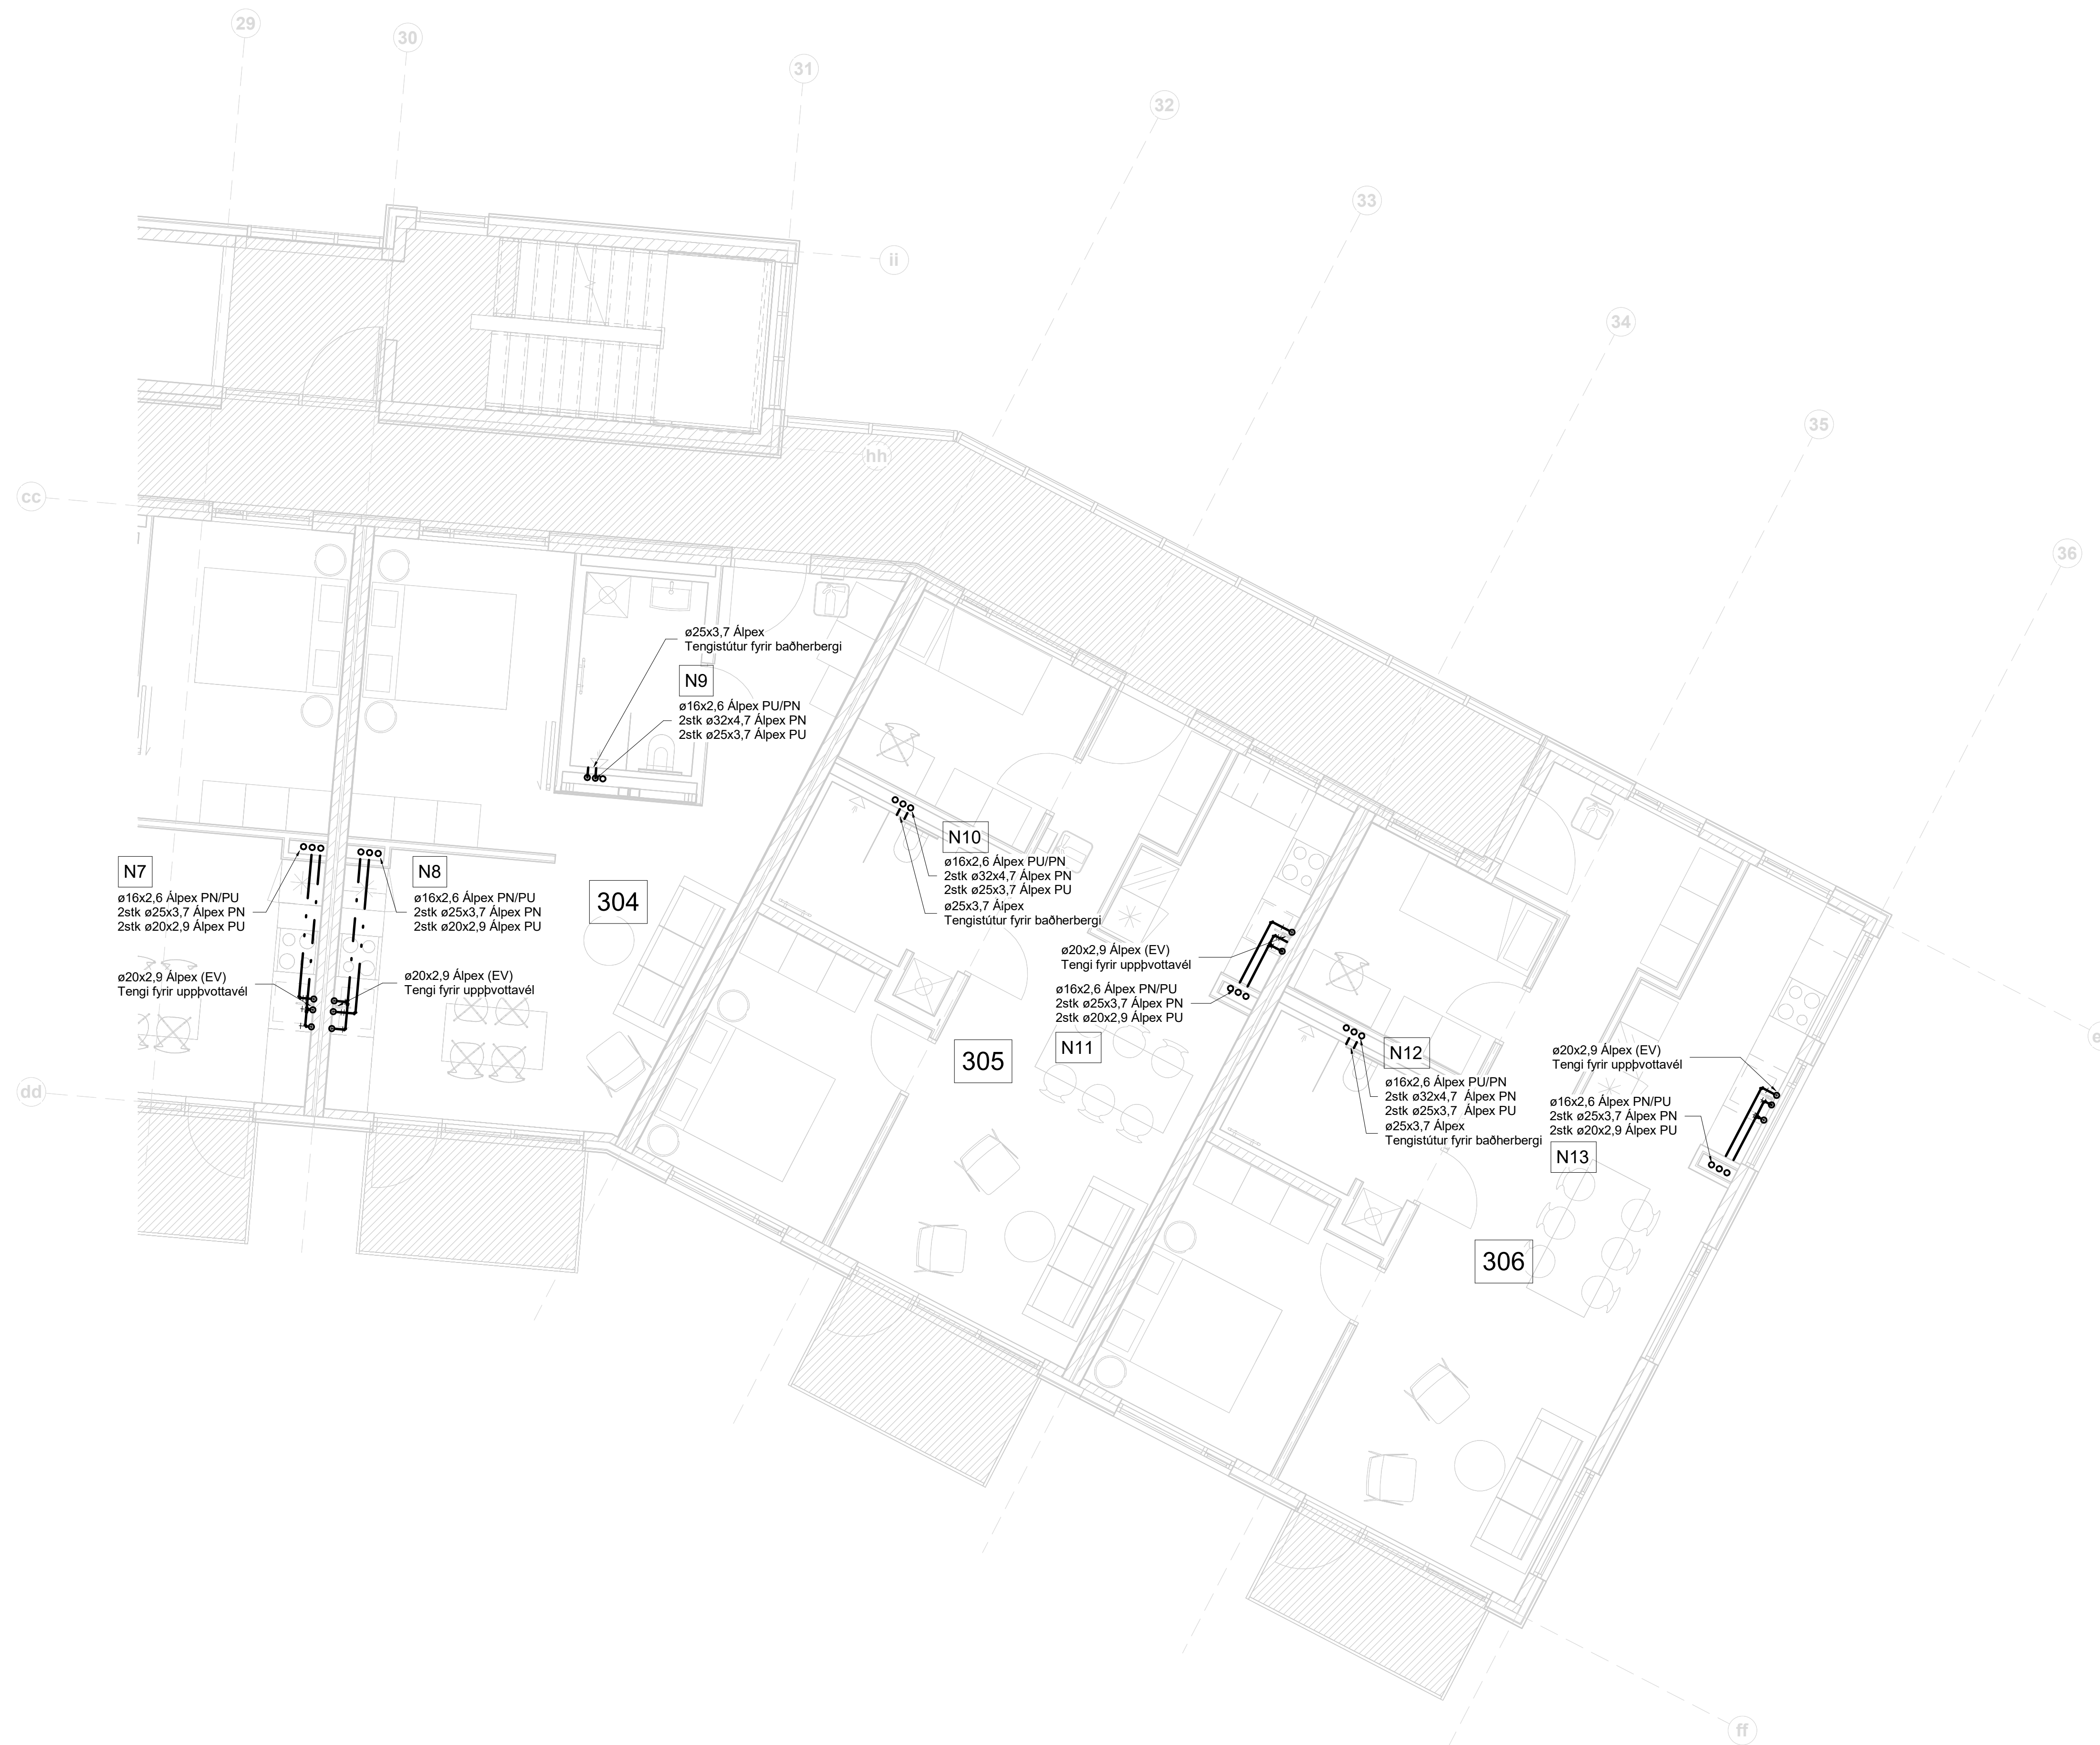 29
30
31
32
33
34
35
36
ii
hh
cc
dd
ff
ø25x3,7 Álpex
Tengistútur fyrir baðherbergi
N9
ø16x2,6 Álpex PU/PN
2stk ø32x4,7 Álpex PN
2stk ø25x3,7 Álpex PU
N7
ø16x2,6 Álpex PN/PU
2stk ø25x3,7 Álpex PN
2stk ø20x2,9 Álpex PU
ø20x2,9 Álpex (EV)
Tengi fyrir uppþvottavél
N8
ø16x2,6 Álpex PN/PU
2stk ø25x3,7 Álpex PN
2stk ø20x2,9 Álpex PU
ø20x2,9 Álpex (EV)
Tengi fyrir uppþvottavél
304
N10
ø16x2,6 Álpex PU/PN
2stk ø32x4,7 Álpex PN
2stk ø25x3,7 Álpex PU
ø25x3,7 Álpex
Tengistútur fyrir baðherbergi
ø20x2,9 Álpex (EV)
Tengi fyrir uppþvottavél
ø16x2,6 Álpex PN/PU
2stk ø25x3,7 Álpex PN
2stk ø20x2,9 Álpex PU
N11
305
N12
ø16x2,6 Álpex PU/PN
2stk ø32x4,7 Álpex PN
2stk ø25x3,7 Álpex PU
ø25x3,7 Álpex
Tengistútur fyrir baðherbergi
ø20x2,9 Álpex (EV)
Tengi fyrir uppþvottavél
ø16x2,6 Álpex PN/PU
2stk ø25x3,7 Álpex PN
2stk ø20x2,9 Álpex PU
N13
306